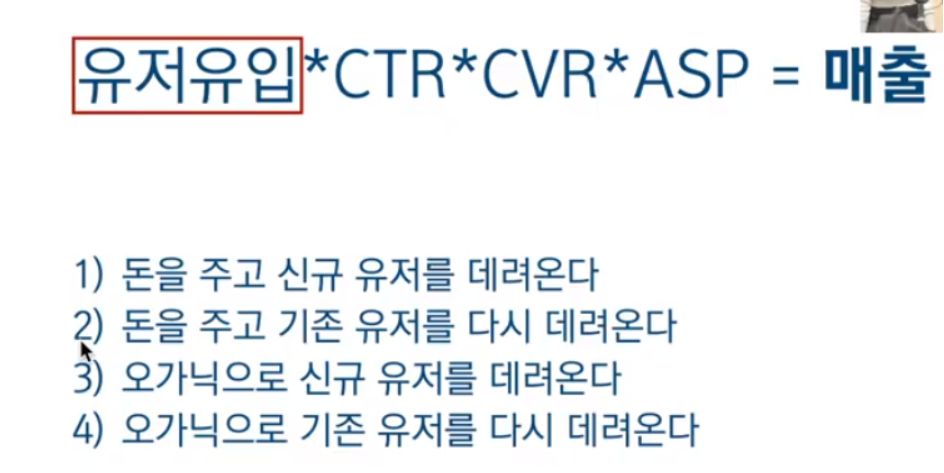 유저유입*CTR*CVR*ASP = 매출
1) 돈을 주고 신규 유저를 데려온다
2) 돈을 주고 기존 유저를 다시 데려온다
3) 오가닉으로 신규 유저를 데려온다
4) 오가닉으로 기존 유저를 다시 데려온다